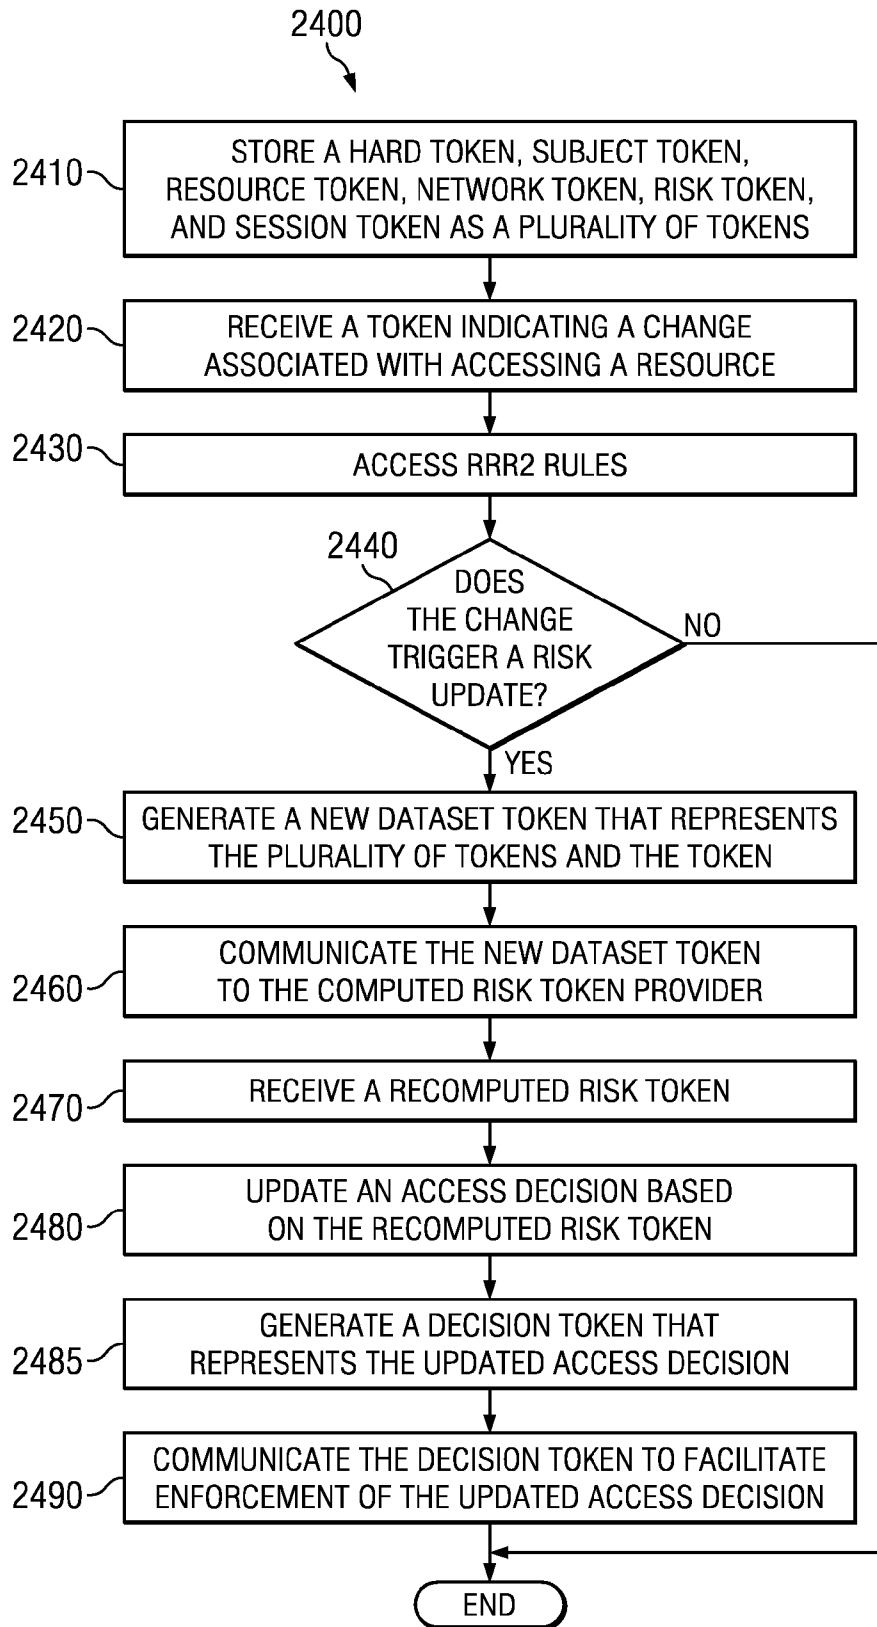 2400
2410
STORE A HARD TOKEN, SUBJECT TOKEN,
RESOURCE TOKEN, NETWORK TOKEN, RISK TOKEN,
AND SESSION TOKEN AS A PLURALITY OF TOKENS
2420
RECEIVE A TOKEN INDICATING A CHANGE
ASSOCIATED WITH ACCESSING A RESOURCE
2430
ACCESS RRR2 RULES
2440
DOES
THE CHANGE
TRIGGER A RISK
UPDATE?
NO
YES
2450
GENERATE A NEW DATASET TOKEN THAT REPRESENTS
THE PLURALITY OF TOKENS AND THE TOKEN
2460
COMMUNICATE THE NEW DATASET TOKEN
TO THE COMPUTED RISK TOKEN PROVIDER
2470
RECEIVE A RECOMPUTED RISK TOKEN
2480
UPDATE AN ACCESS DECISION BASED
ON THE RECOMPUTED RISK TOKEN
2485
GENERATE A DECISION TOKEN THAT
REPRESENTS THE UPDATED ACCESS DECISION
2490
COMMUNICATE THE DECISION TOKEN TO FACILITATE
ENFORCEMENT OF THE UPDATED ACCESS DECISION
END